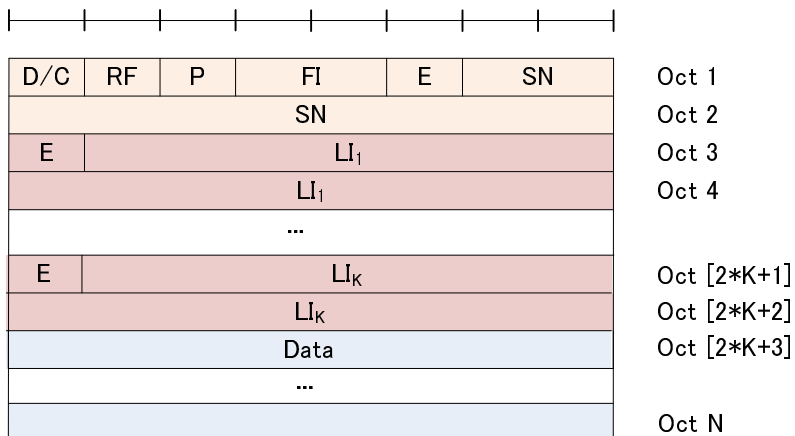 D/C RF P FI E SN Oct 1
SN Oct 2
E LI₁ Oct 3
LI₁ Oct 4
...
E LIK Oct [2*K+1]
LIK Oct [2*K+2]
Data Oct [2*K+3]
...
Oct N